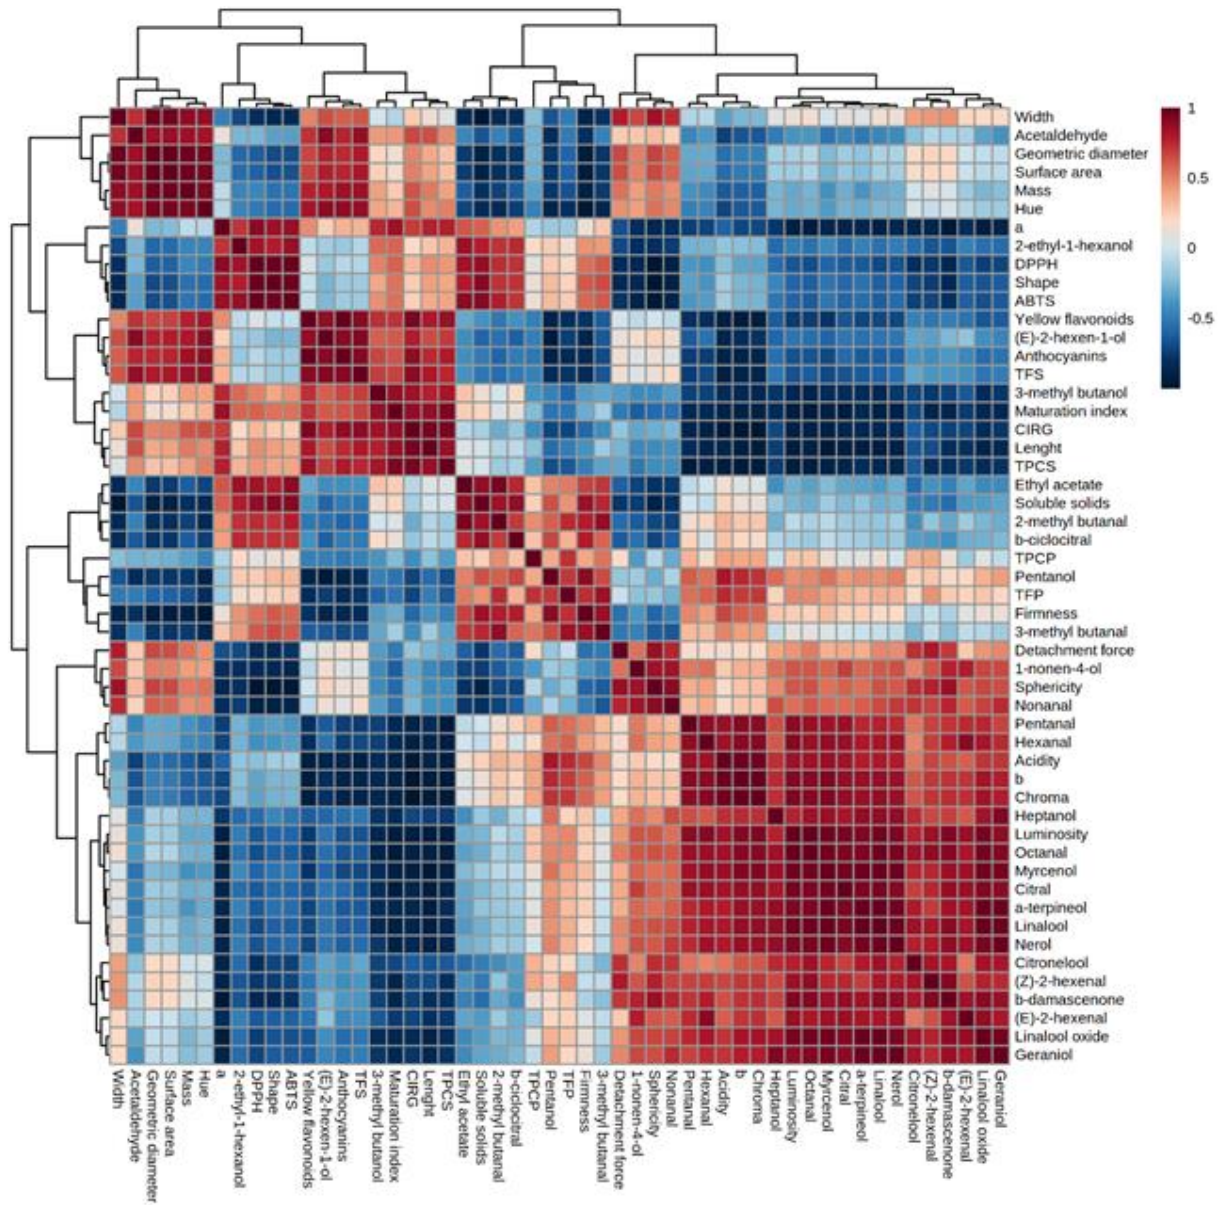 Width
Acetaldehyde
Geometric diameter
Surface area
Mass
Hue
a
2-ethyl-1-hexanol
DPPH
Shape
ABTS
Yellow flavonoids
(E)-2-hexen-1-ol
Anthocyanins
TFS
3-methyl butanol
Maturation index
CIRG
Lenght
TPCS
Ethyl acetate
Soluble solids
2-methyl butanal
b-ciclocitral
TPCP
Pentanol
TFP
Firmness
3-methyl butanal
Detachment force
1-nonen-4-ol
Sphericity
Nonanal
Pentanal
Hexanal
Acidity
b
Chroma
Heptanol
Luminosity
Octanal
Myrcenol
Citral
a-terpineol
Linalool
Nerol
Citronelool
(Z)-2-hexenal
b-damascenone
(E)-2-hexenal
Linalool oxide
Geraniol
1
0.5
0
-0.5
Width
Acetaldehyde
Geometric diameter
Surface area
Mass
Hue
a
2-ethyl-1-hexanol
DPPH
Shape
ABTS
Yellow flavonoids
(E)-2-hexen-1-ol
Anthocyanins
TFS
3-methyl butanol
Maturation index
CIRG
Lenght
TPCS
Ethyl acetate
Soluble solids
2-methyl butanal
b-ciclocitral
TPCP
Pentanol
TFP
Firmness
3-methyl butanal
Detachment force
1-nonen-4-ol
Sphericity
Nonanal
Pentanal
Hexanal
Acidity
b
Chroma
Heptanol
Luminosity
Octanal
Myrcenol
Citral
a-terpineol
Linalool
Nerol
Citronelool
(Z)-2-hexenal
b-damascenone
(E)-2-hexenal
Linalool oxide
Geraniol